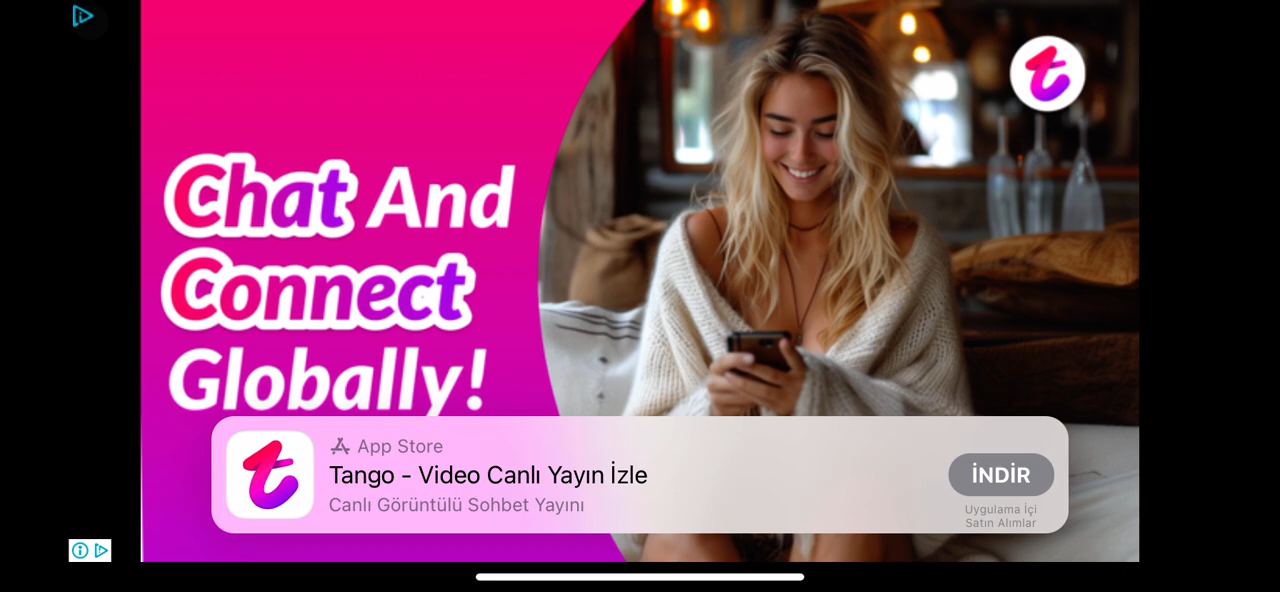 Chat And
Connect
Globally!
App Store
Tango - Video Canlı Yayın İzle
Canlı Görüntülü Sohbet Yayını
İNDİR
Uygulama İçi
Satın Alımlar